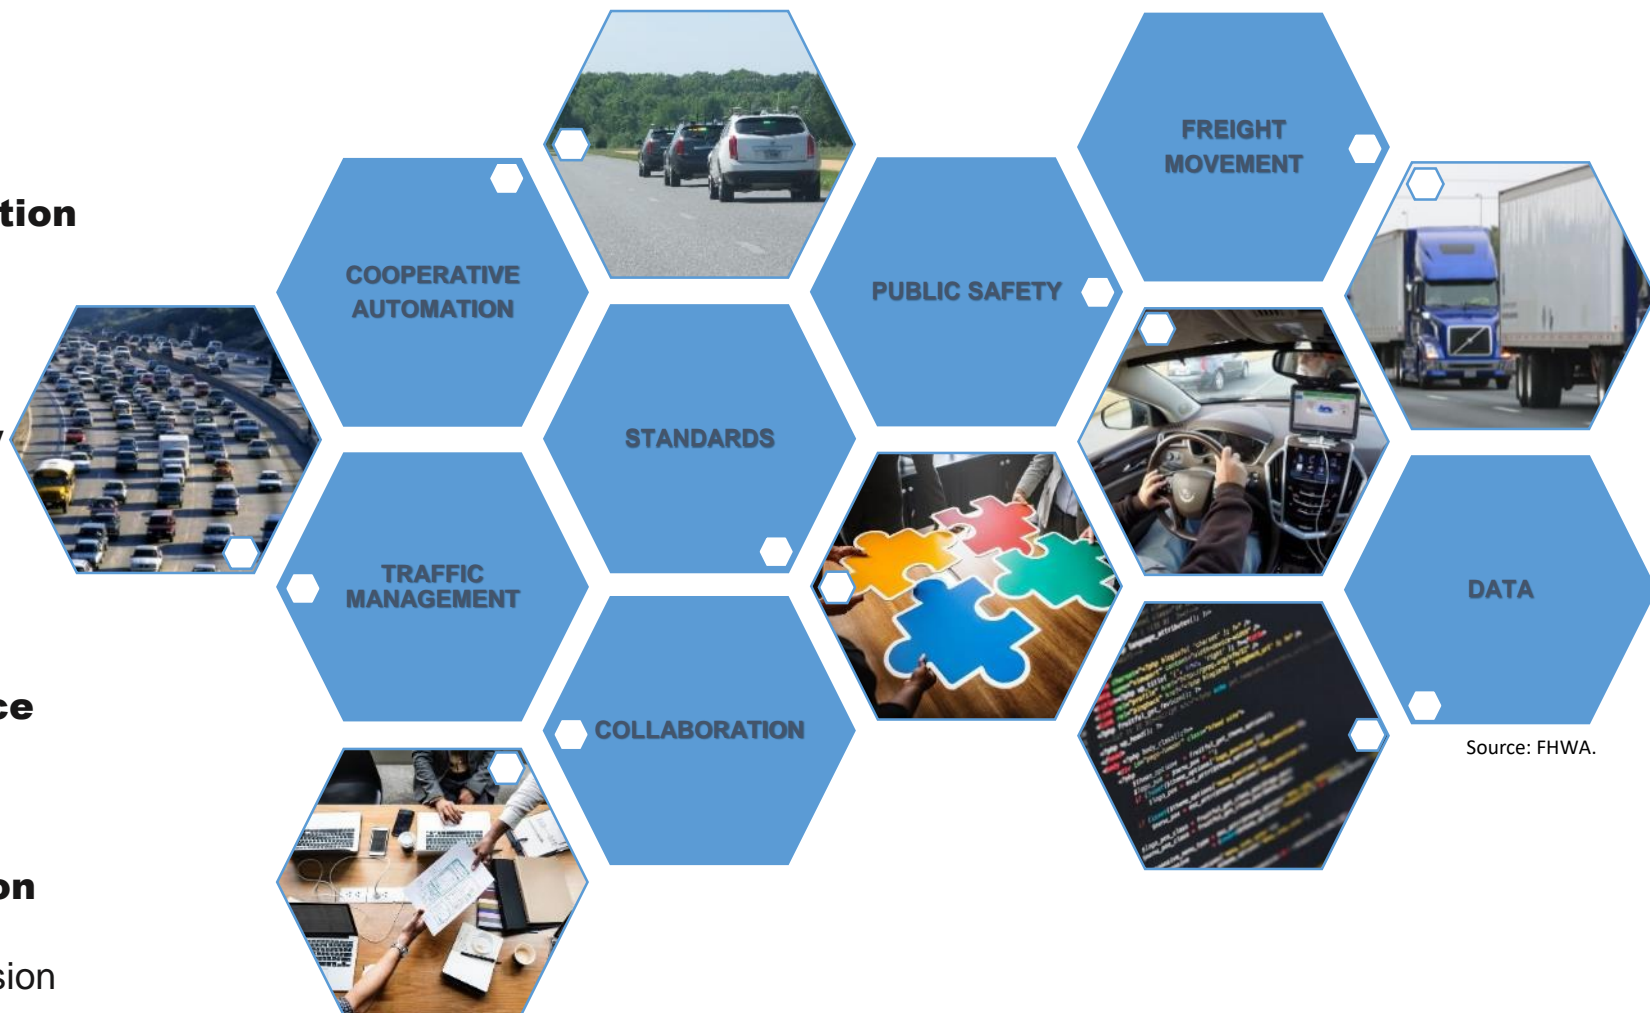 FREIGHT
MOVEMENT
tion
COOPERATIVE
AUTOMATION
PUBLIC SAFETY
STANDARDS
TRAFFIC
MANAGEMENT
DATA
ce
COLLABORATION
Source: FHWA.
on
sion